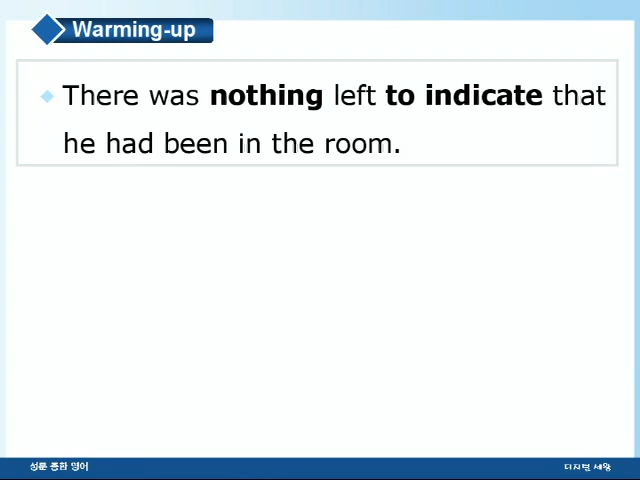 Warming-up
There was nothing left to indicate that
he had been in the room.
성문 종합 영어
디지털 세왕